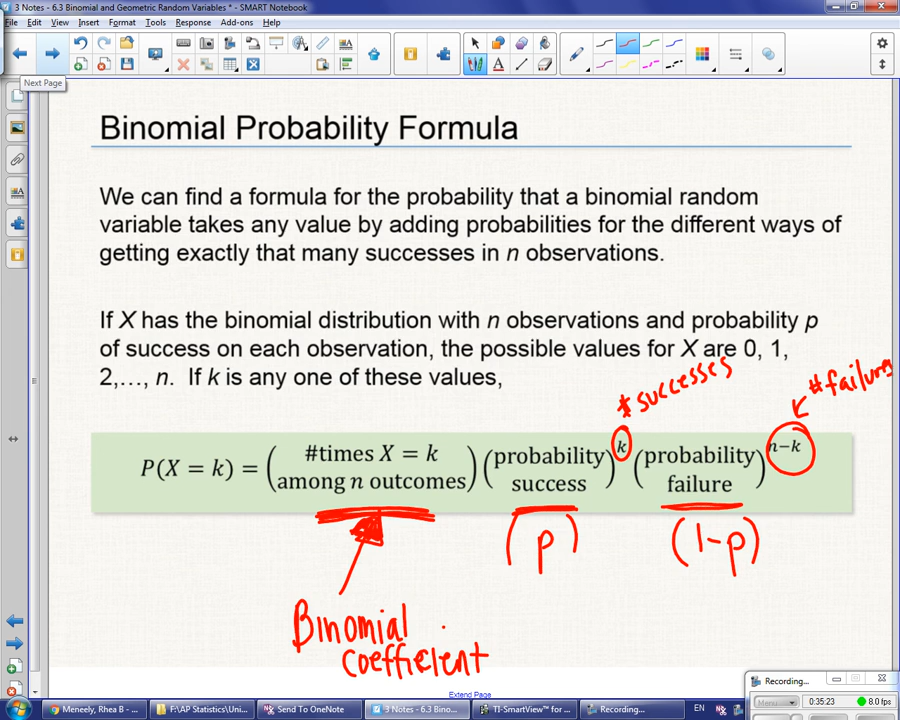 3 Notes - 6.3 Binomial and Geometric Random Variables * - SMART Notebook
File Edit View Insert Format Tools Response Add-ons Help
Next Page
Binomial Probability Formula
We can find a formula for the probability that a binomial random
variable takes any value by adding probabilities for the different ways of
getting exactly that many successes in n observations.
If X has the binomial distribution with n observations and probability p
of success on each observation, the possible values for X are 0, 1,
2,…, n. If k is any one of these values,
# successes
# failures
P(X = k) = (#times X = k among n outcomes)(probability success)^k (probability failure)^n−k
(p)
(1-p)
Binomial
coefficient
Extend Page
Recording...
Menu
0:35:23
8.0 fps
Meneely, Rhea B - ...
F:\AP Statistics\Uni...
Send To OneNote
3 Notes - 6.3 Bino...
TI-SmartView™ for ...
Recording...
EN
9:23 AM